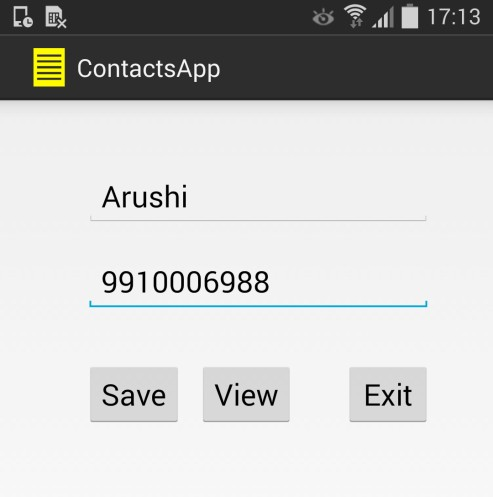 17:13
ContactsApp
Arushi
9910006988
Save View Exit